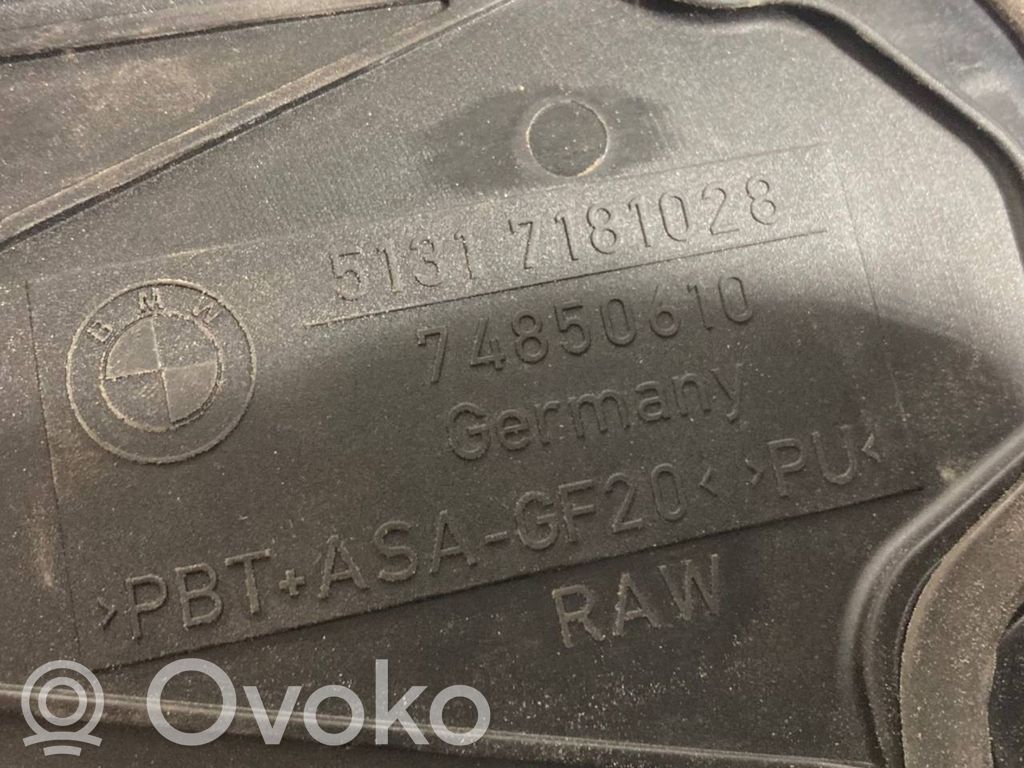 5131 7181028
BMW
74850610
Germany
>PBT+ASA-GF20< >PU<
RAW
Ovoko